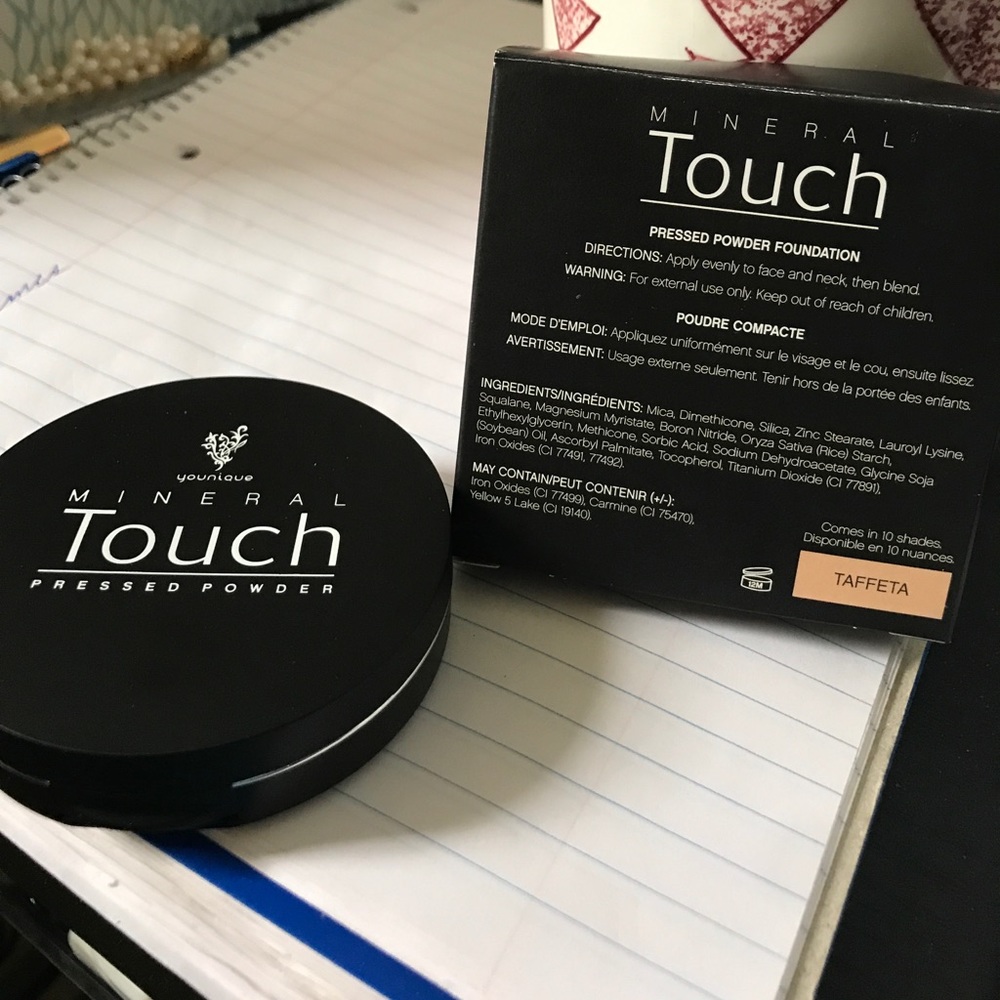 younique
MINERAL
Touch
PRESSED POWDER
MINERAL
Touch
PRESSED POWDER FOUNDATION
DIRECTIONS: Apply evenly to face and neck, then blend.
WARNING: For external use only. Keep out of reach of children.
POUDRE COMPACTE
MODE D'EMPLOI: Appliquez uniformément sur le visage et le cou, ensuite lissez.
AVERTISSEMENT: Usage externe seulement. Tenir hors de la portée des enfants.
INGREDIENTS/INGRÉDIENTS: Mica, Dimethicone, Silica, Zinc Stearate, Lauroyl Lysine,
Squalane, Magnesium Myristate, Boron Nitride, Oryza Sativa (Rice) Starch,
Ethylhexylglycerin, Methicone, Sorbic Acid, Sodium Dehydroacetate, Glycine Soja
(Soybean) Oil, Ascorbyl Palmitate, Tocopherol, Titanium Dioxide (CI 77891),
Iron Oxides (CI 77491, 77492).
MAY CONTAIN/PEUT CONTENIR (+/-):
Iron Oxides (CI 77499), Carmine (CI 75470),
Yellow 5 Lake (CI 19140).
Comes in 10 shades.
Disponible en 10 nuances.
12M
TAFFETA